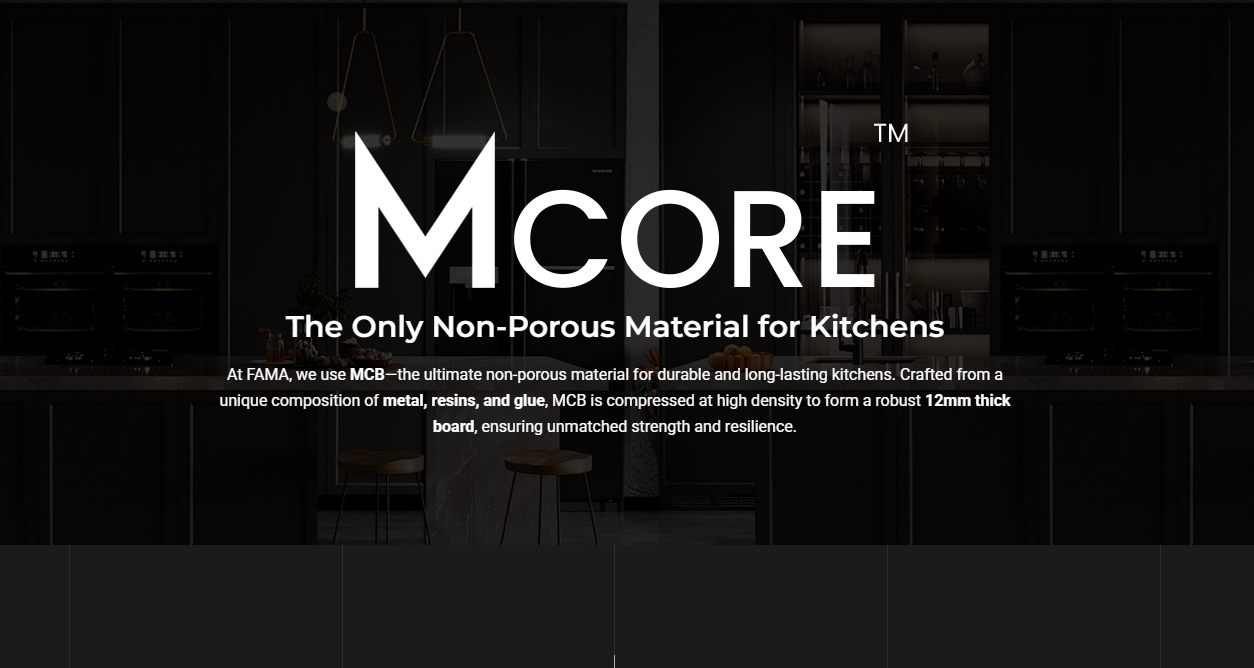 TM
MCORE
The Only Non-Porous Material for Kitchens
At FAMA, we use MCB—the ultimate non-porous material for durable and long-lasting kitchens. Crafted from a
unique composition of metal, resins, and glue, MCB is compressed at high density to form a robust 12mm thick
board, ensuring unmatched strength and resilience.